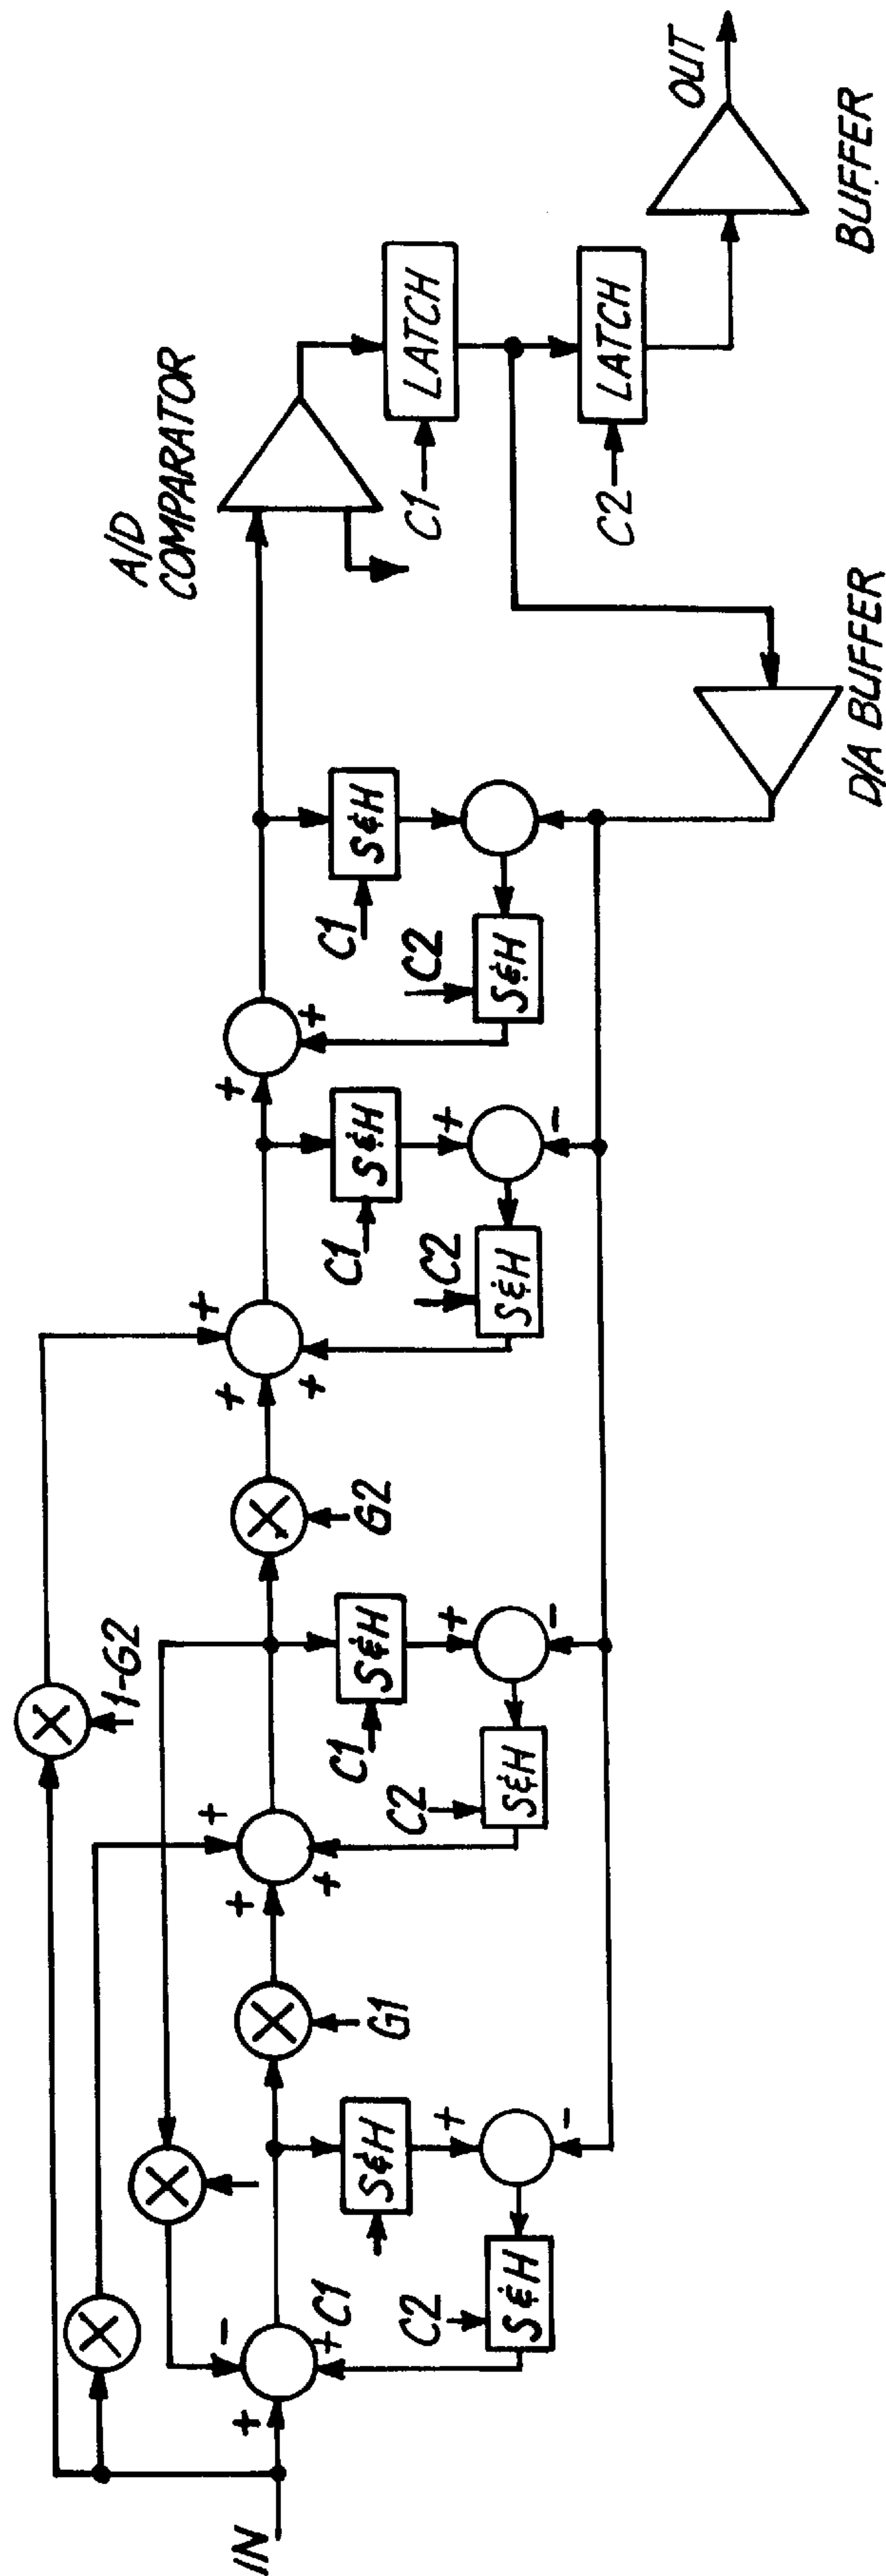 IN
1-G2
+
-
+
+
C1
C2
S&H
S&H
+
-
G1
+
+
+
C2
S&H
C1
S&H
+
-
G2
+
+
+
C1
S&H
+
-
C2
S&H
+
+
C1
S&H
C2
S&H
A/D
COMPARATOR
C1
LATCH
C2
LATCH
D/A BUFFER
OUT
BUFFER